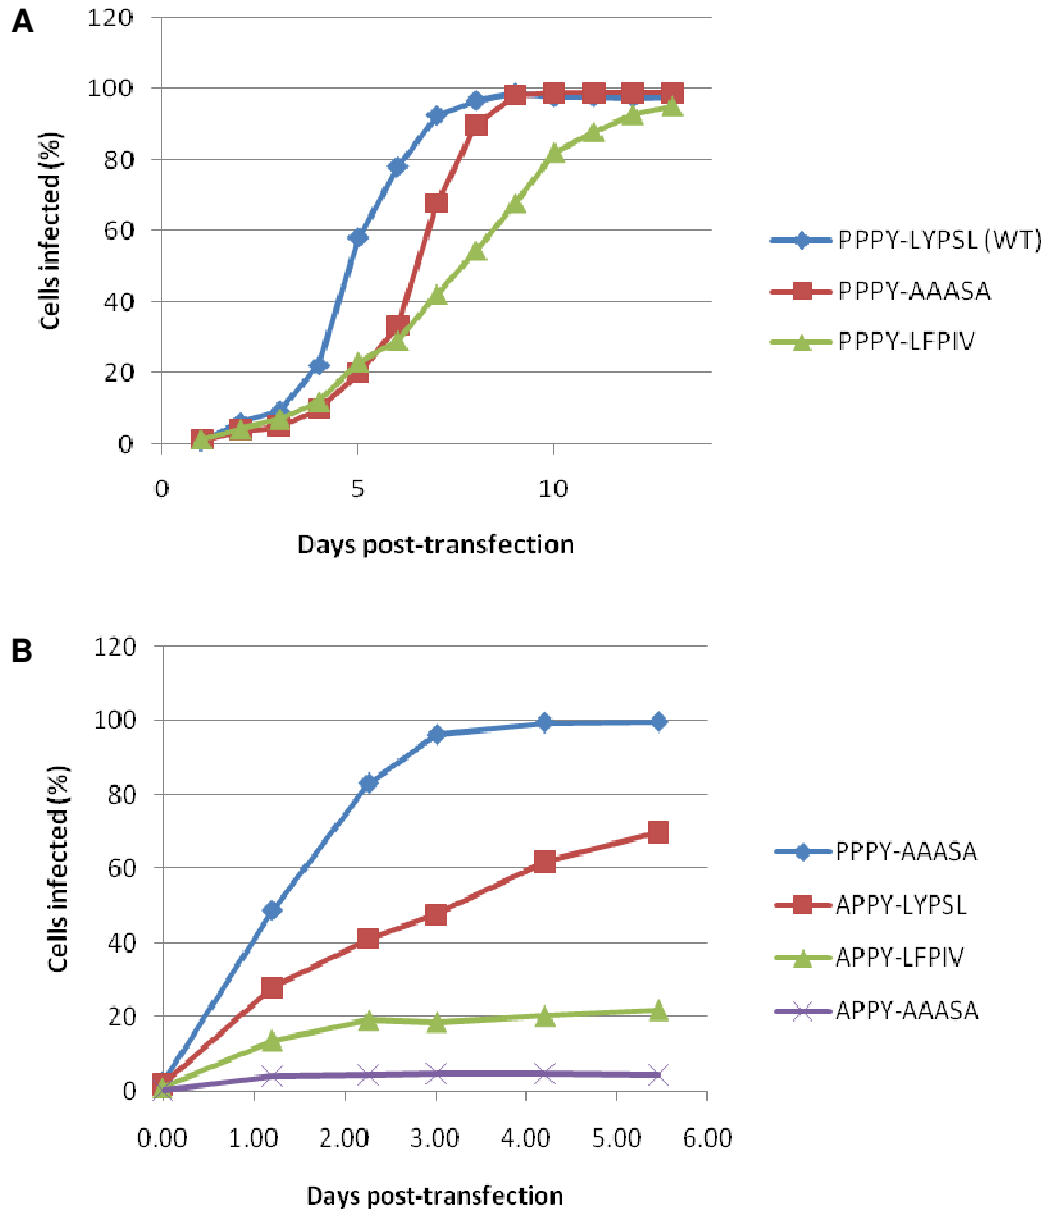 A
120
100
80
60
40
20
0
0 5 10
Cells infected (%)
Days post-transfection
PPPY-LYPSL (WT)
PPPY-AAASA
PPPY-LFPIV
B
120
100
80
60
40
20
0
0.00 1.00 2.00 3.00 4.00 5.00 6.00
Cells infected (%)
Days post-transfection
PPPY-AAASA
APPY-LYPSL
APPY-LFPIV
APPY-AAASA